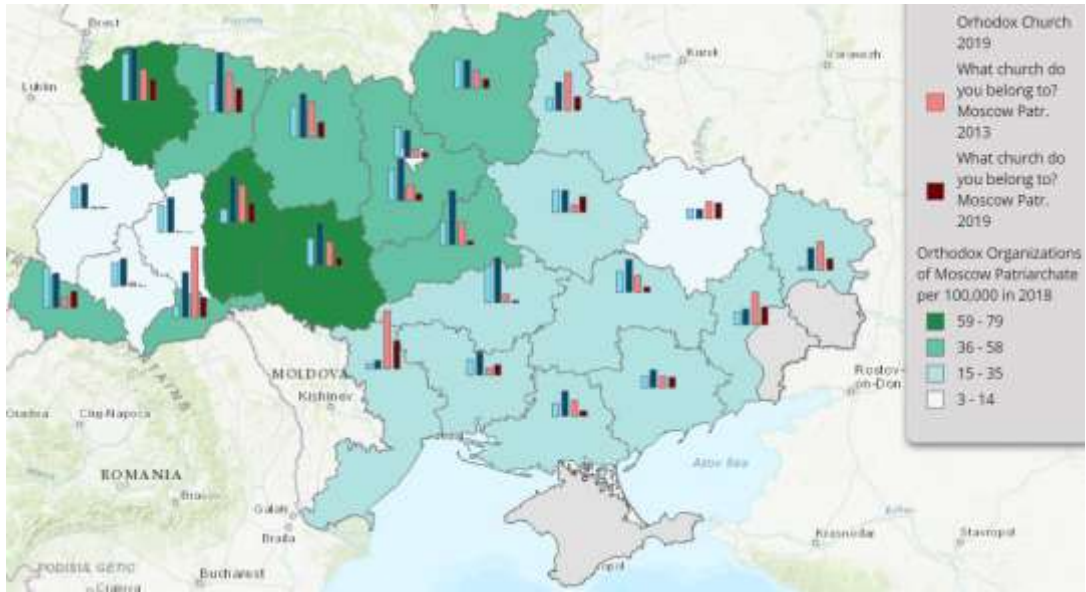 Brest
Lublin
Kursk
Voronezh
MOLDOVA
Kishinev
Cluj-Napoca
ROMANIA
Galati
Braila
PODISIA GETIC
Bucharest
Craiova
Rostov-
on-Don
Azov Sea
Krasnodar
Stavropol
Orhodox Church
2019
What church do
you belong to?
Moscow Patr.
2013
What church do
you belong to?
Moscow Patr.
2019
Orthodox Organizations
of Moscow Patriarchate
per 100,000 in 2018
59 - 79
36 - 58
15 - 35
3 - 14